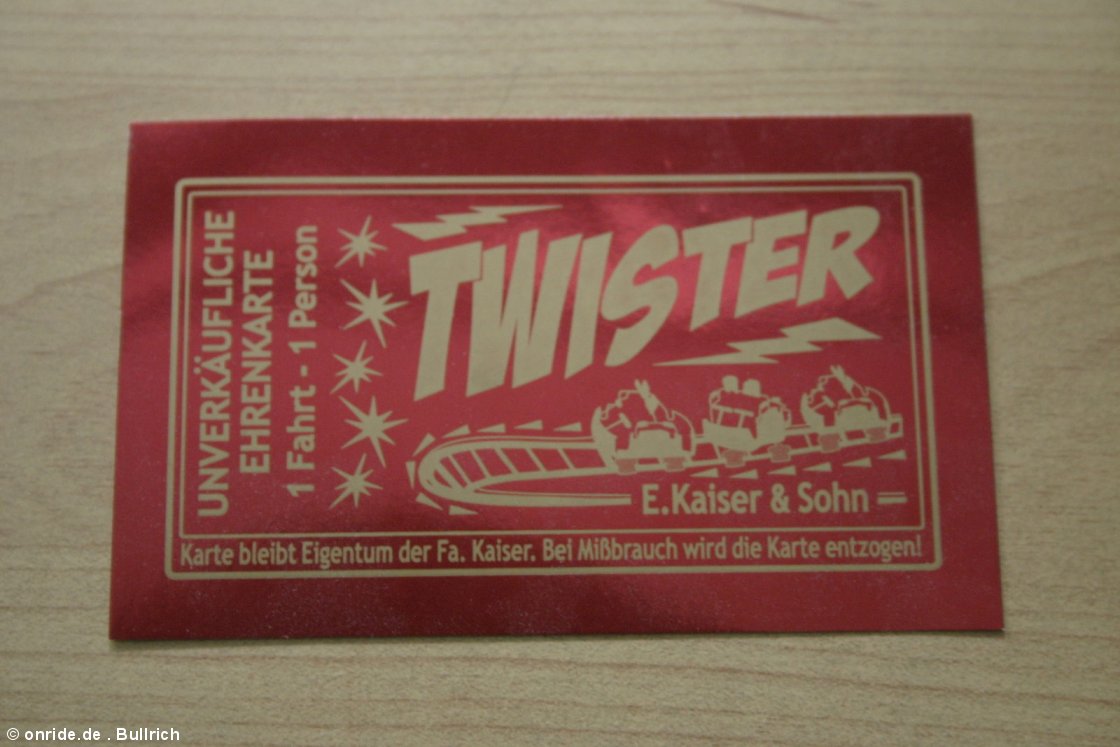 UNVERKÄUFLICHE
EHRENKARTE
1 Fahrt - 1 Person
TWISTER
E.Kaiser & Sohn
Karte bleibt Eigentum der Fa. Kaiser. Bei Mißbrauch wird die Karte entzogen!
© onride.de . Bullrich